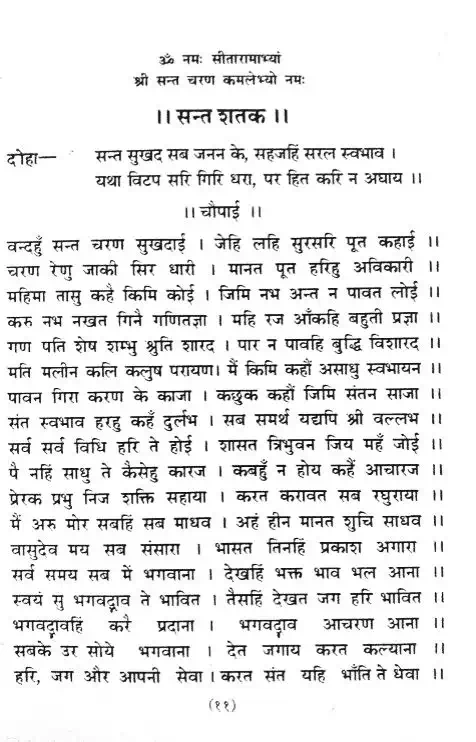 ॐ नमः सीतारामाभ्यां
श्री सन्त चरण कमलेभ्यो नमः
।। सन्त शतक ।।
दोहा— सन्त सुखद सब जनन के, सहजहिं सरल स्वभाव ।
यथा विटप सरि गिरि धरा, पर हित करि न अघाय ।।
।। चौपाई ।।
वन्दहुँ सन्त चरण सुखदाई । जेहि लहि सुरसरि पूत कहाई ।।
चरण रेणु जाकी सिर धारी । मानत पूत हरिहु अविकारी ।।
महिमा तासु कहै किमि कोई । जिमि नभ अन्त न पावत लोई ।।
करु नभ नखत गिनै गणितज्ञा । महि रज आँकहि बहुती प्रज्ञा ।।
गण पति शेष शम्भु श्रुति शारद । पार न पावहि बुद्धि विशारद ।।
मति मलीन कलि कलुष परायण। मैं किमि कहौं असाधु स्वभायन ।।
पावन गिरा करण के काजा । कछुक कहौं जिमि संतन साजा ।।
संत स्वभाव हरहु कहँ दुर्लभ । सब समर्थ यद्यपि श्री वल्लभ ।।
सर्व सर्व विधि हरि ते होई । शासत त्रिभुवन जिय महँ जोई ।।
पै नहिं साधु ते कैसेहु कारज । कबहुँ न होय कहैं आचारज ।।
प्रेरक प्रभु निज शक्ति सहाया । करत करावत सब रघुराया ।।
मैं अरु मोर सबहिं सब माधव । अहं हीन मानत शुचि साधव ।।
वासुदेव मय सब संसारा । भासत तिनहिं प्रकाश अगारा ।।
सर्व समय सब में भगवाना । देखहिं भक्त भाव भल आना ।।
स्वयं सु भगवद्भाव ते भावित । तैसहिं देखत जग हरि भावित ।।
भगवद्भावहिं करै प्रदाना । भगवद्भाव आचरण आना ।।
सबके उर सोये भगवाना । देत जगाय करत कल्याना ।।
हरि, जग और आपनी सेवा । करत संत यहि भाँति ते धेवा ।।
(११)